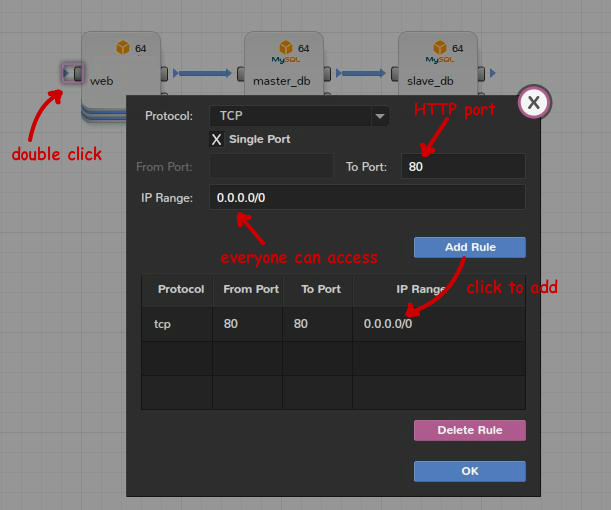 64
64
64
MySQL
MySQL
web
master_db
slave_db
double click
Protocol:
TCP
HTTP port
X
X Single Port
From Port:
To Port:
80
IP Range:
0.0.0.0/0
everyone can access
Add Rule
click to add
Protocol From Port To Port IP Range
tcp 80 80 0.0.0.0/0
Delete Rule
OK